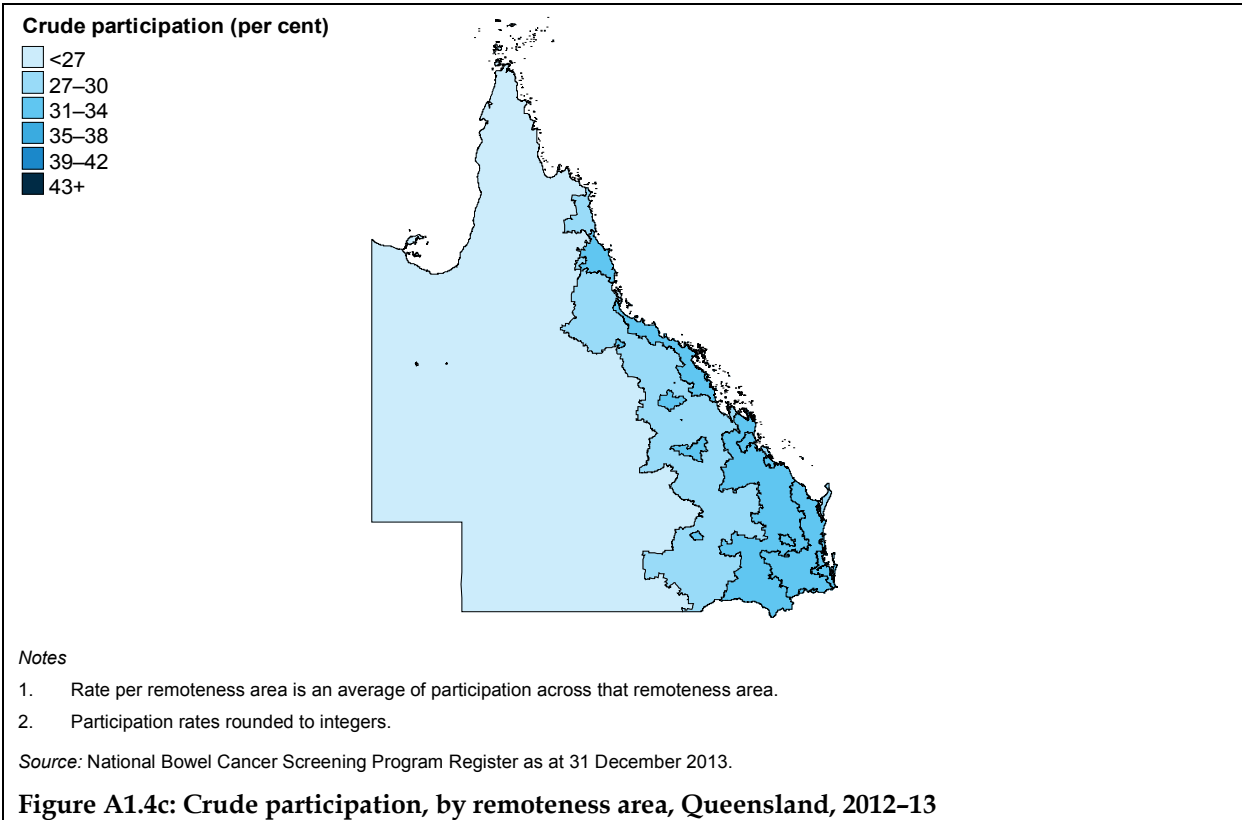 Crude participation (per cent)
<27
27–30
31–34
35–38
39–42
43+
Notes
1. Rate per remoteness area is an average of participation across that remoteness area.
2. Participation rates rounded to integers.
Source: National Bowel Cancer Screening Program Register as at 31 December 2013.
Figure A1.4c: Crude participation, by remoteness area, Queensland, 2012–13